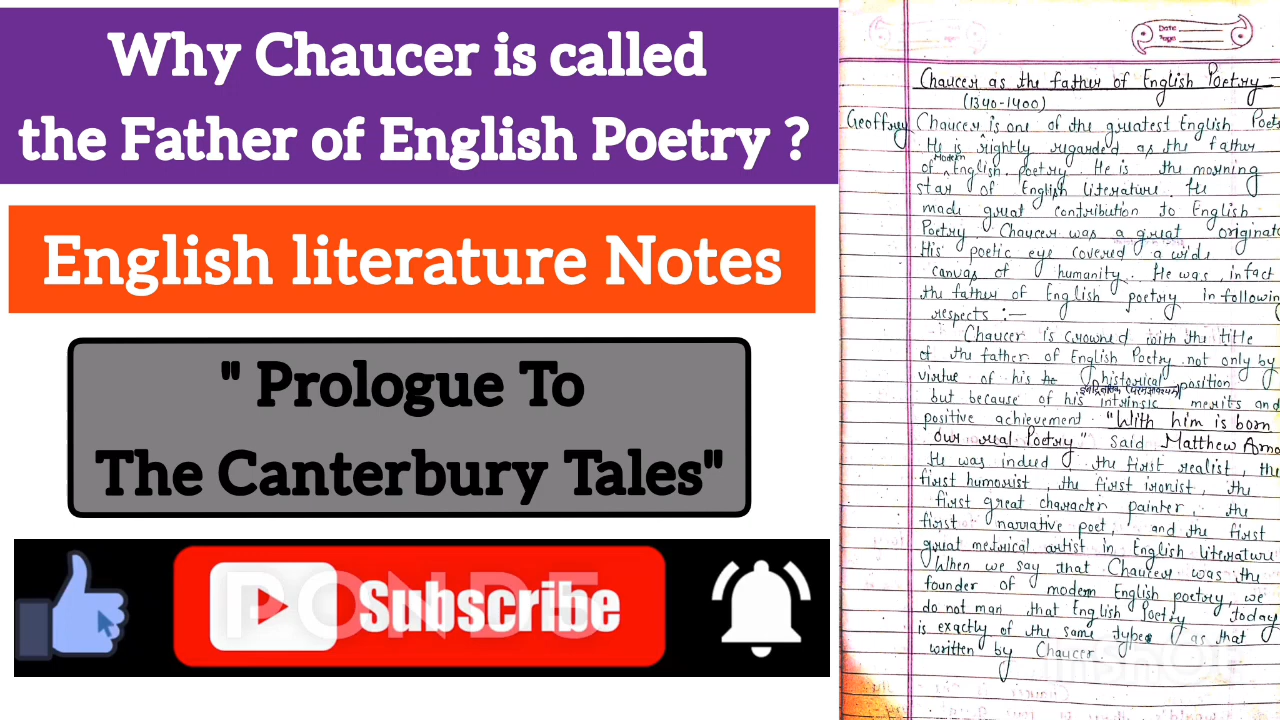 Why Chaucer is called
the Father of English Poetry ?
English literature Notes
" Prologue To
The Canterbury Tales"
Subscribe
Date
Page
Chaucer as the father of English Poetry -
(1340-1400)
Geoffrey Chaucer is one of the greatest English Poet
He is rightly regarded as the father
of Modern English poetry. He is the morning
star of English literature. He
made great contribution to English
Poetry. Chaucer was a great originat
His poetic eye covered a wide
canvas of humanity. He was, infact
the father of English poetry in followin
respects :—
Chaucer is crowned with the title
of the father of English Poetry not only by
virtue of his historical position
but because of his intrinsic merits and
positive achievement. "With him is born
our real Poetry" said Matthew Arno
He was indeed the first realist, the
first humorist, the first ironist, the
first great character painter, the
first narrative poet, and the first
great metrical artist in English literature
When we say that Chaucer was the
founder of modern English poetry, we
do not man that English Poetry today
is exactly of the same types as that
written by Chaucer.